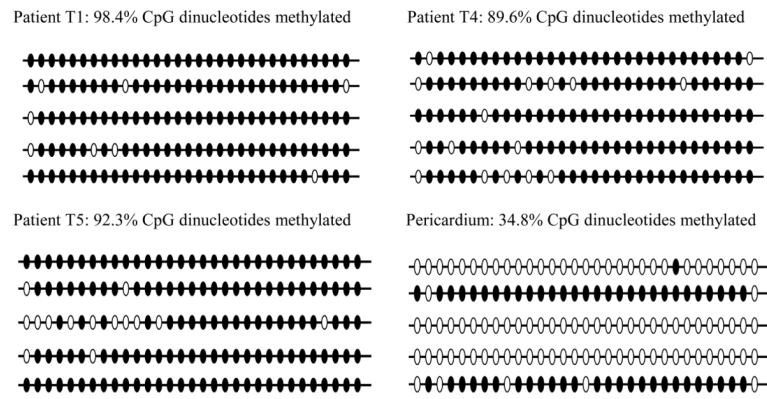 Patient T1: 98.4% CpG dinucleotides methylated
Patient T4: 89.6% CpG dinucleotides methylated
Patient T5: 92.3% CpG dinucleotides methylated
Pericardium: 34.8% CpG dinucleotides methylated